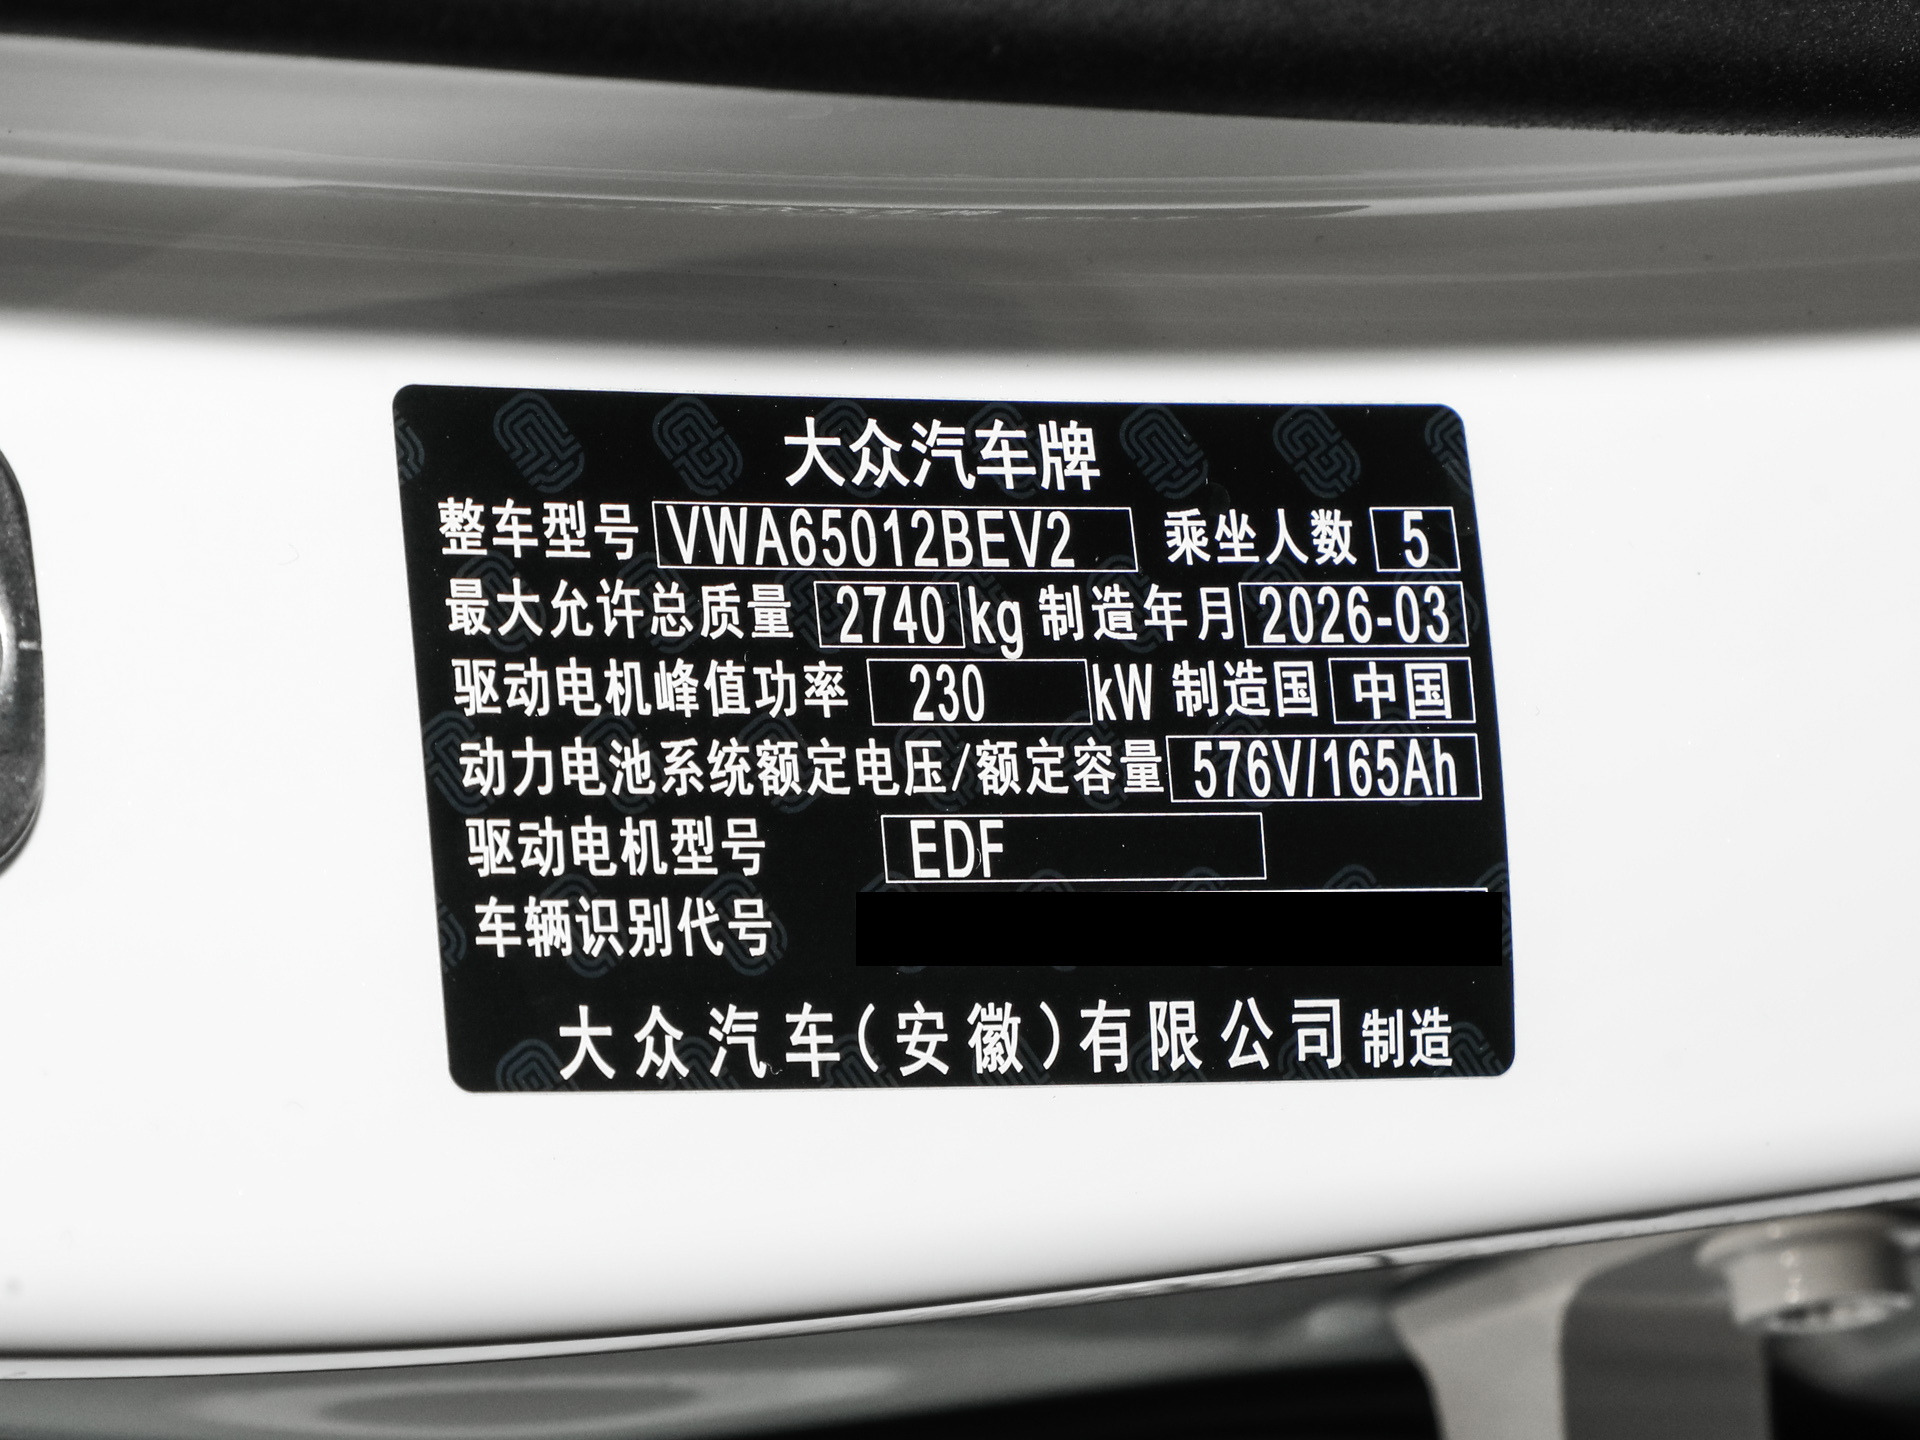 大众汽车牌
整车型号 VWA65012BEV2 乘坐人数 5
最大允许总质量 2740 kg 制造年月 2026-03
驱动电机峰值功率 230 kW 制造国 中国
动力电池系统额定电压/额定容量 576V/165Ah
驱动电机型号 EDF
车辆识别代号
大众汽车(安徽)有限公司 制造